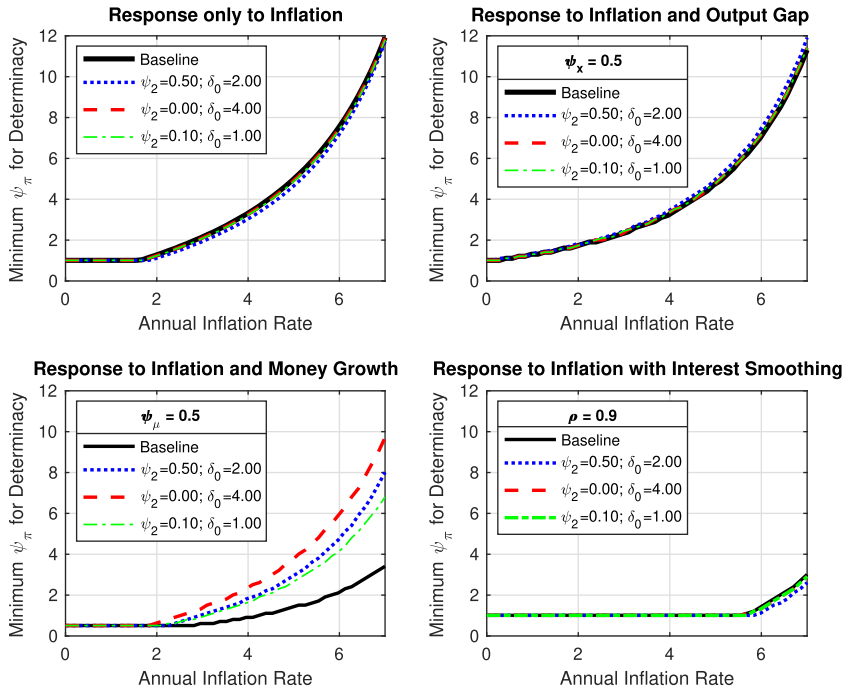 Response only to Inflation
Minimum ψπ for Determinacy
12
10
8
6
4
2
0
Baseline
ψ2=0.50; δ0=2.00
ψ2=0.00; δ0=4.00
ψ2=0.10; δ0=1.00
0 2 4 6
Annual Inflation Rate
Response to Inflation and Output Gap
Minimum ψπ for Determinacy
12
10
8
6
4
2
0
ψx = 0.5
Baseline
ψ2=0.50; δ0=2.00
ψ2=0.00; δ0=4.00
ψ2=0.10; δ0=1.00
0 2 4 6
Annual Inflation Rate
Response to Inflation and Money Growth
Minimum ψπ for Determinacy
12
10
8
6
4
2
0
ψμ = 0.5
Baseline
ψ2=0.50; δ0=2.00
ψ2=0.00; δ0=4.00
ψ2=0.10; δ0=1.00
0 2 4 6
Annual Inflation Rate
Response to Inflation with Interest Smoothing
Minimum ψπ for Determinacy
12
10
8
6
4
2
0
ρ = 0.9
Baseline
ψ2=0.50; δ0=2.00
ψ2=0.00; δ0=4.00
ψ2=0.10; δ0=1.00
0 2 4 6
Annual Inflation Rate